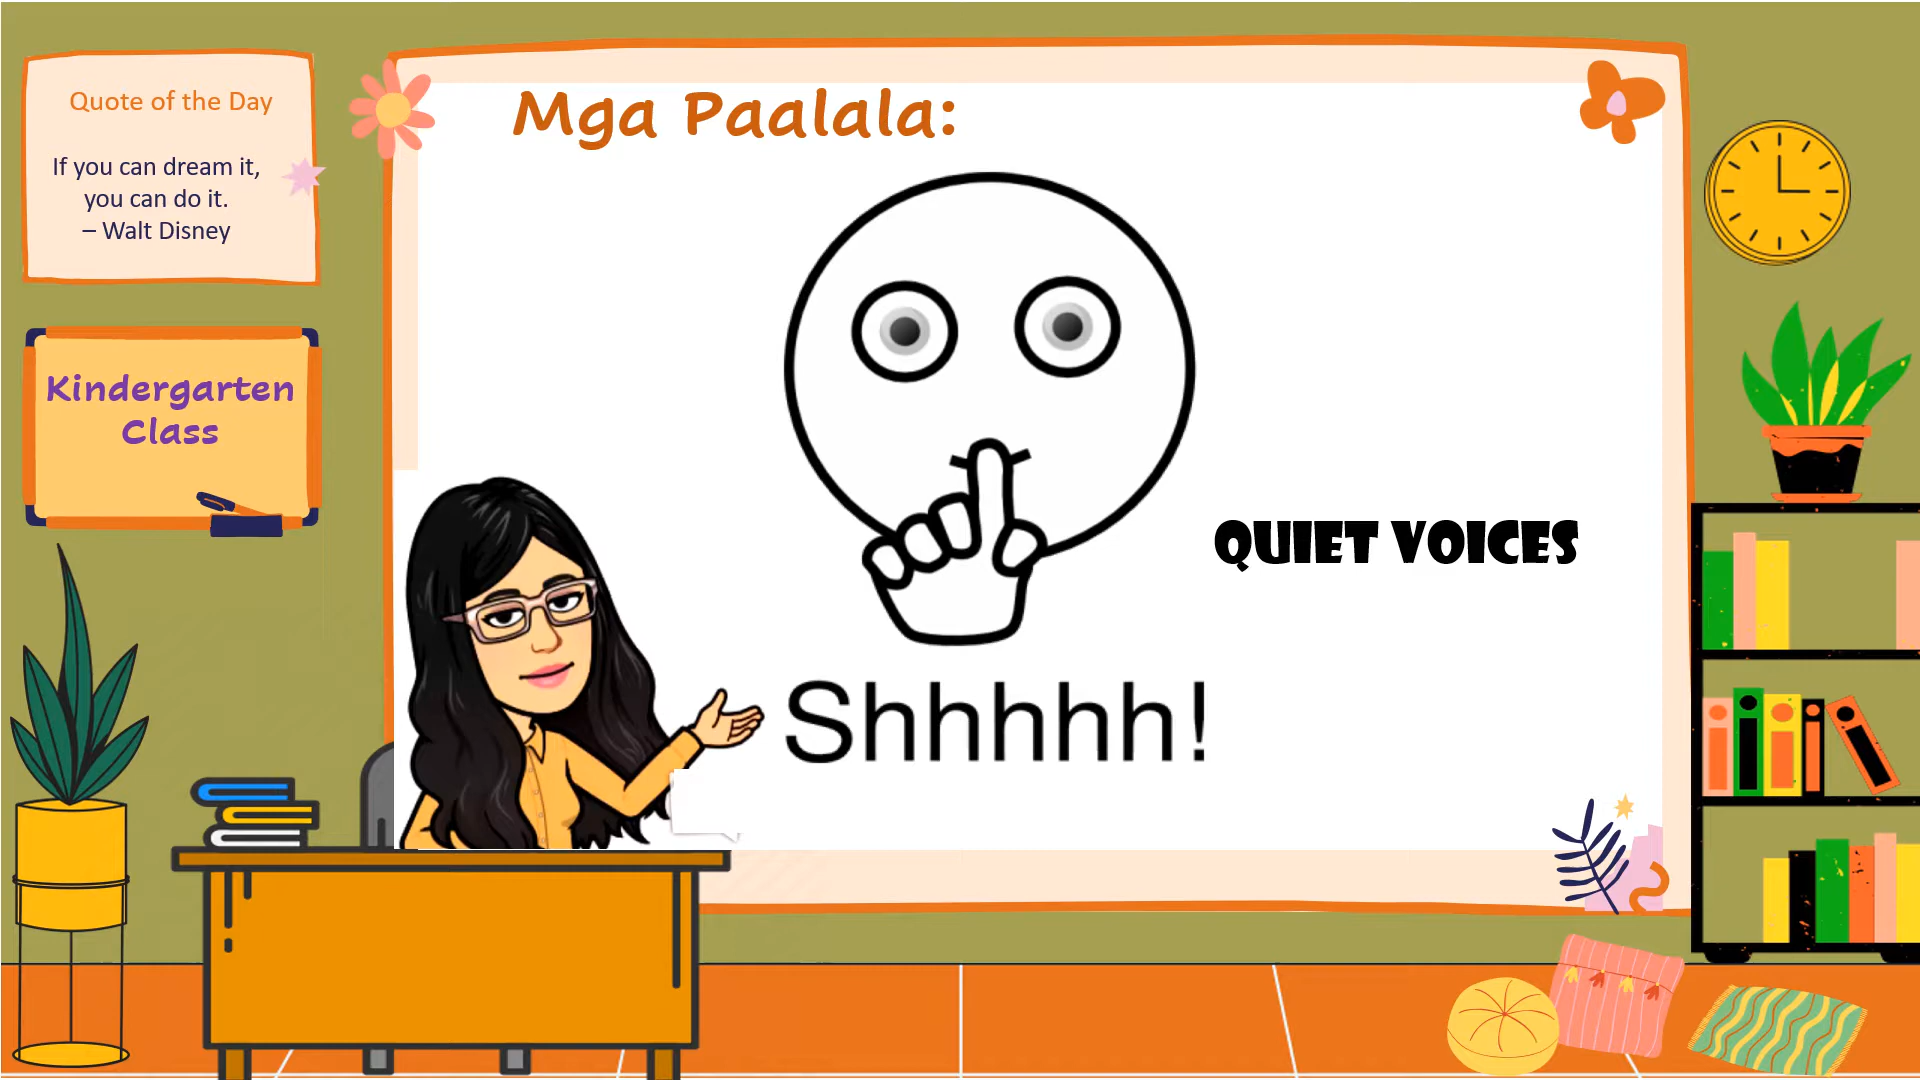 Quote of the Day
If you can dream it,
you can do it.
– Walt Disney
Kindergarten
Class
Mga Paalala:
QUIET VOICES
Shhhhh!